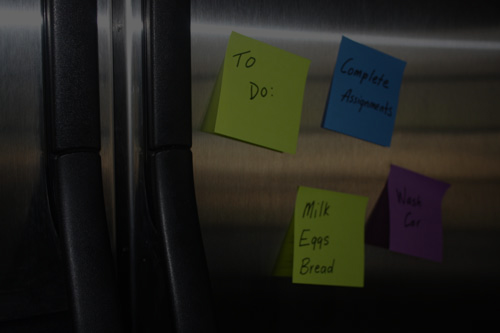 To
Do:
Complete
Assignments
Milk
Eggs
Bread
Wash
Car